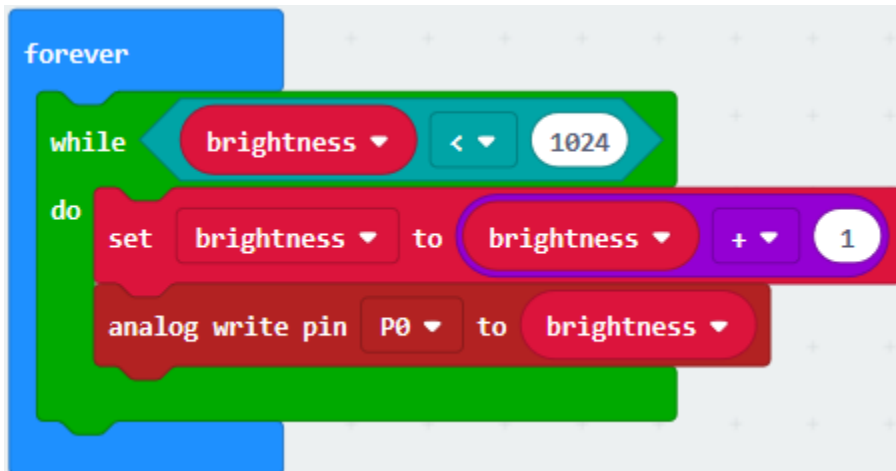 forever
while brightness < 1024
do
set brightness to brightness + 1
analog write pin P0 to brightness